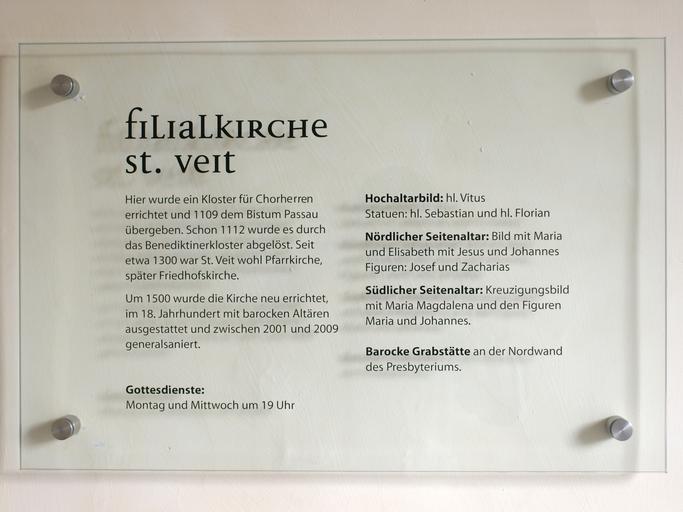 filialkirche
st. veit
Hier wurde ein Kloster für Chorherren
errichtet und 1109 dem Bistum Passau
übergeben. Schon 1112 wurde es durch
das Benediktinerkloster abgelöst. Seit
etwa 1300 war St. Veit wohl Pfarrkirche,
später Friedhofskirche.
Um 1500 wurde die Kirche neu errichtet,
im 18. Jahrhundert mit barocken Altären
ausgestattet und zwischen 2001 und 2009
generalsaniert.
Gottesdienste:
Montag und Mittwoch um 19 Uhr
Hochaltarbild: hl. Vitus
Statuen: hl. Sebastian und hl. Florian
Nördlicher Seitenaltar: Bild mit Maria
und Elisabeth mit Jesus und Johannes
Figuren: Josef und Zacharias
Südlicher Seitenaltar: Kreuzigungsbild
mit Maria Magdalena und den Figuren
Maria und Johannes.
Barocke Grabstätte an der Nordwand
des Presbyteriums.